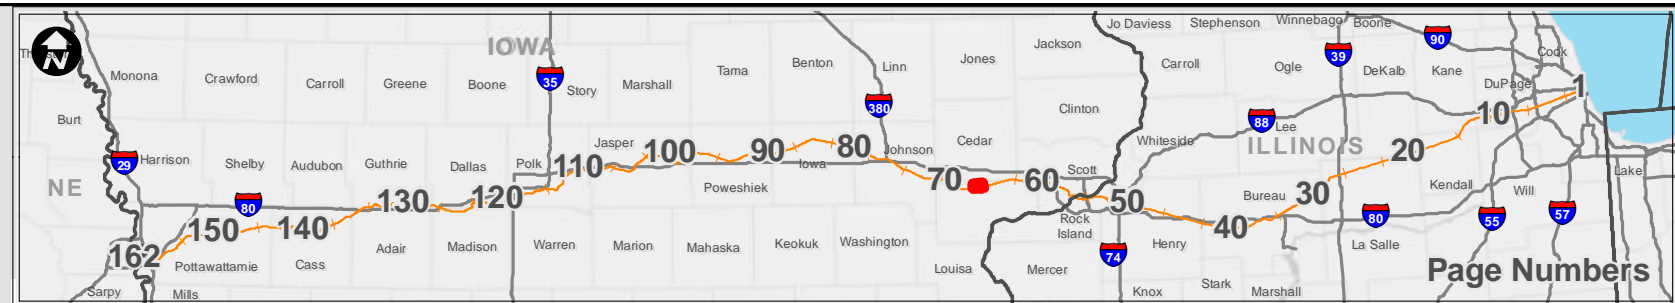 Jo Daviess Stephenson Winnebago Boone
IOWA
Jackson
90
39
Cock
N
Monona
Crawford
Carroll
Greene
Boone
35
Story
Marshall
Tama
Benton
Linn
Jones
Carroll
Ogle
DeKalb
Kane
DuPage
1
Burt
380
Clinton
10
88
Lee
Whiteside
ILLINOIS
29
Harrison
Shelby
Audubon
Guthrie
Dallas
Polk
Jasper
110
100
90
Iowa
80
Johnson
Cedar
20
NE
Poweshiek
70
60
Scott
Lake
80
150
140
130
120
50
Rock
Island
40
Bureau
30
Kendall
Will
80
55
57
162
Pottawattamie
Cass
Adair
Madison
Warren
Marion
Mahaska
Keokuk
Washington
Louisa
Mercer
74
Henry
La Salle
Sarpy
Mills
Knox
Stark
Marshall
Page Numbers